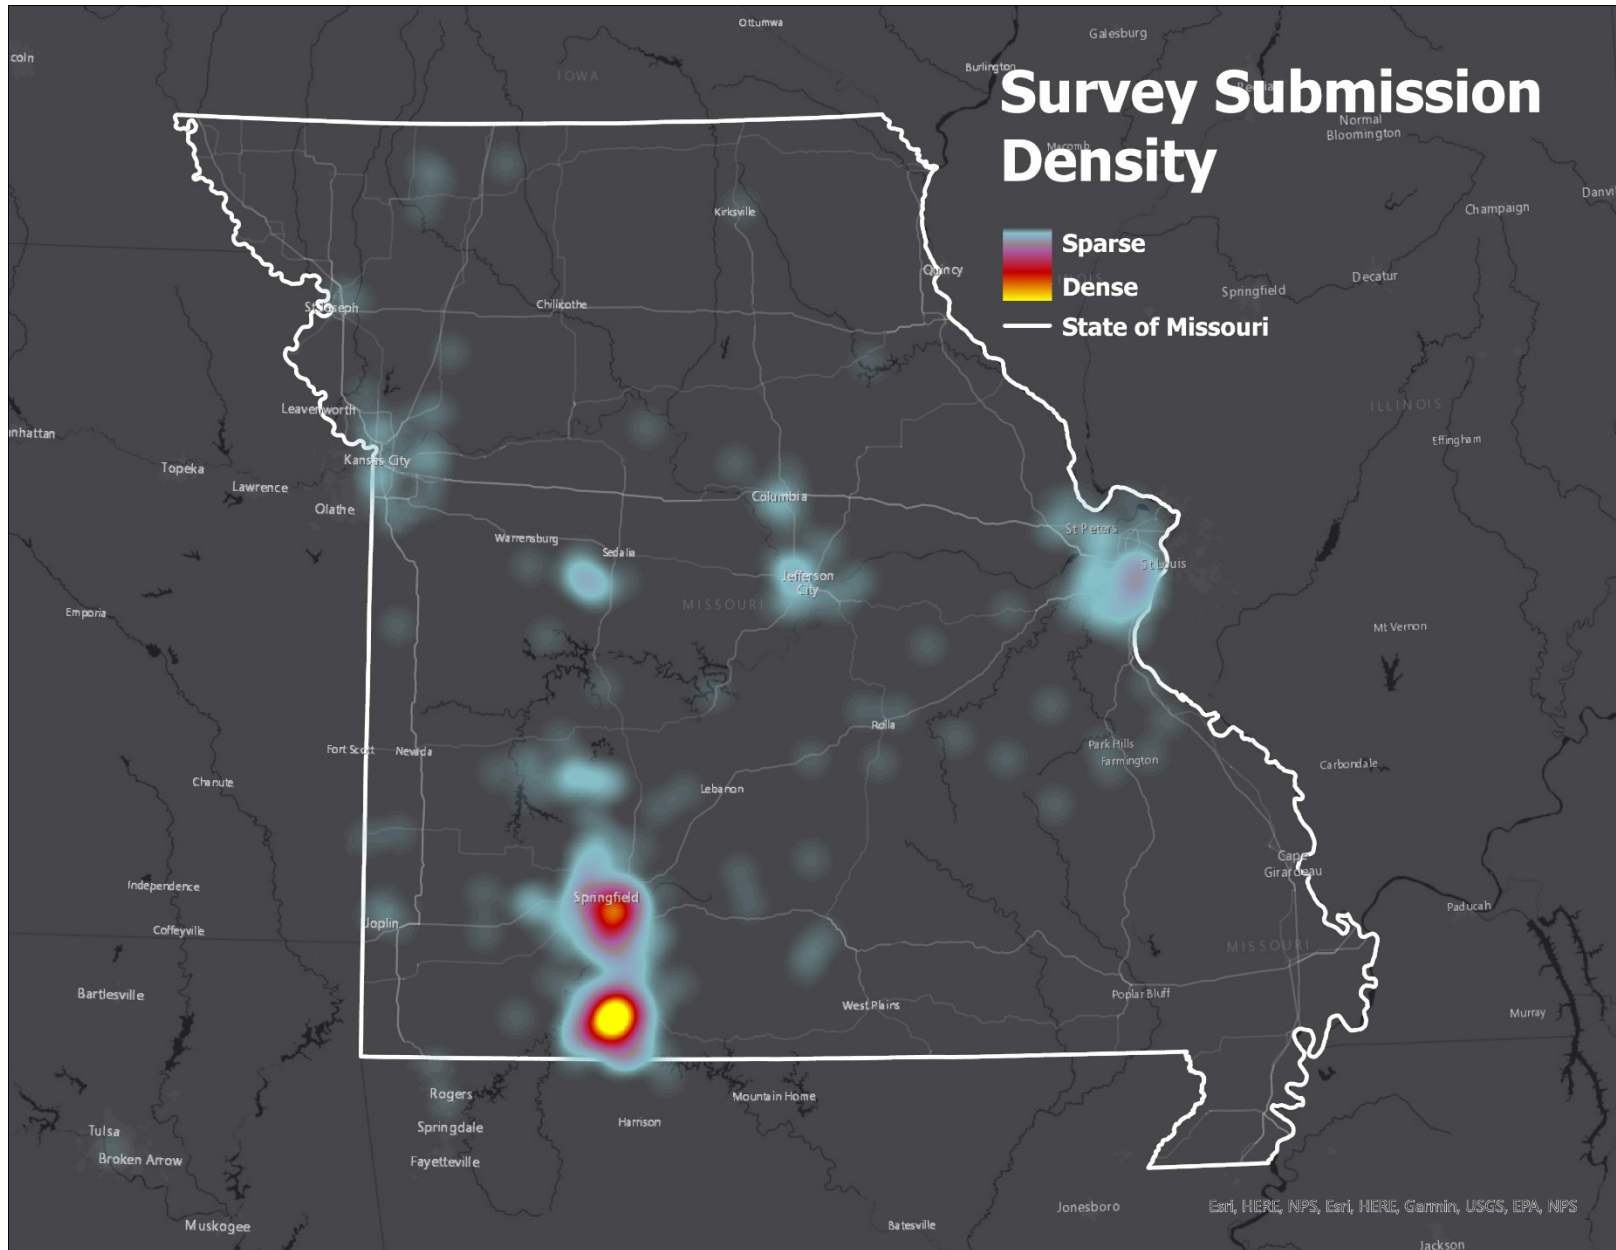 Ottumwa
Galesburg
coln
Burlington
IOWA
Survey Submission
Density
Normal
Bloomington
Macomb
Danvi
Kirksville
Champaign
Sparse
Quincy
Dense
Springfield
Decatur
State of Missouri
St Joseph
Chillicothe
Leavenworth
ILLINOIS
nhattan
Effingham
Topeka
Kansas City
Lawrence
Columbia
Olathe
St Peters
Warrensburg
Sedalia
St Louis
Jefferson
City
MISSOURI
Emporia
Mt Vernon
Rolla
Fort Scott
Nevada
Park Hills
Farmington
Carbondale
Chanute
Lebanon
Cape
Girardeau
Independence
Springfield
Paducah
Joplin
Coffeyville
MISSOURI
Bartlesville
Poplar Bluff
West Plains
Murray
Rogers
Mountain Home
Harrison
Springdale
Tulsa
Broken Arrow
Fayetteville
Jonesboro
Esri, HERE, NPS, Esri, HERE, Garmin, USGS, EPA, NPS
Muskogee
Batesville
Jackson